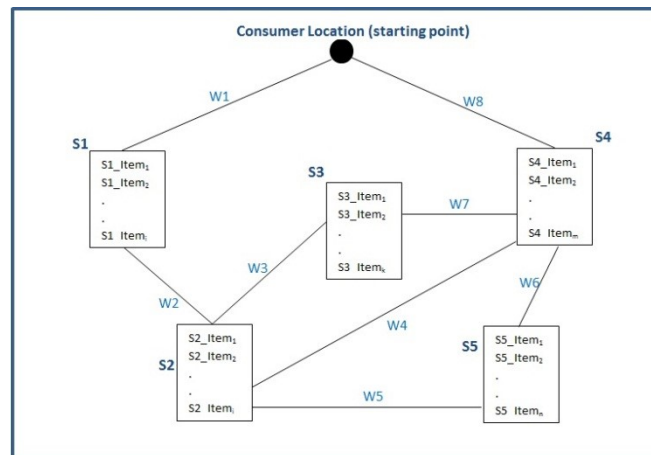 Consumer Location (starting point)
W1
W8
S1
S4
S1_Item₁
S1_Item₂
.
.
S1 Itemᵢ
S3
S3_Item₁
S3_Item₂
.
.
S3 Itemₖ
W7
S4_Item₁
S4_Item₂
.
.
S4 Itemₘ
W2
W3
W4
W6
S2
S2_Item₁
S2_Item₂
.
.
S2 Itemⱼ
W5
S5
S5_Item₁
S5_Item₂
.
.
S5 Itemₙ